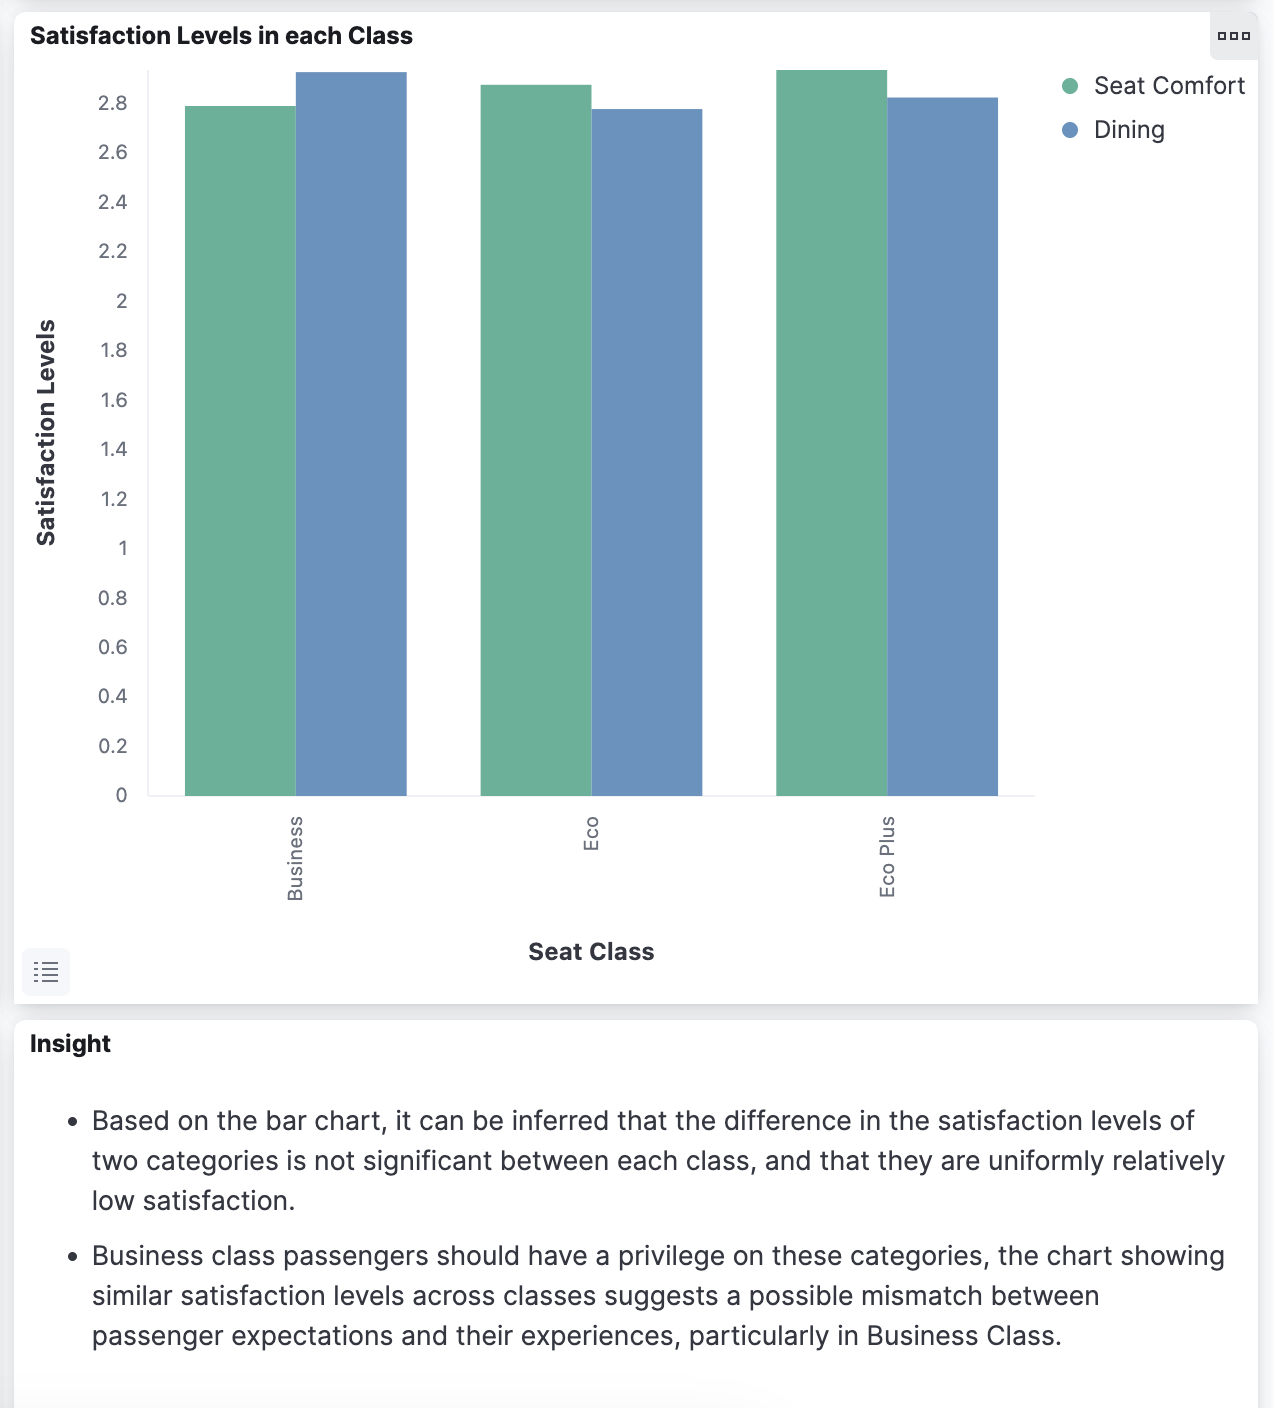 Satisfaction Levels in each Class
Seat Comfort
Dining
Satisfaction Levels
2.8
2.6
2.4
2.2
2
1.8
1.6
1.4
1.2
1
0.8
0.6
0.4
0.2
0
Business
Eco
Eco Plus
Seat Class
Insight
• Based on the bar chart, it can be inferred that the difference in the satisfaction levels of
two categories is not significant between each class, and that they are uniformly relatively
low satisfaction.
• Business class passengers should have a privilege on these categories, the chart showing
similar satisfaction levels across classes suggests a possible mismatch between
passenger expectations and their experiences, particularly in Business Class.